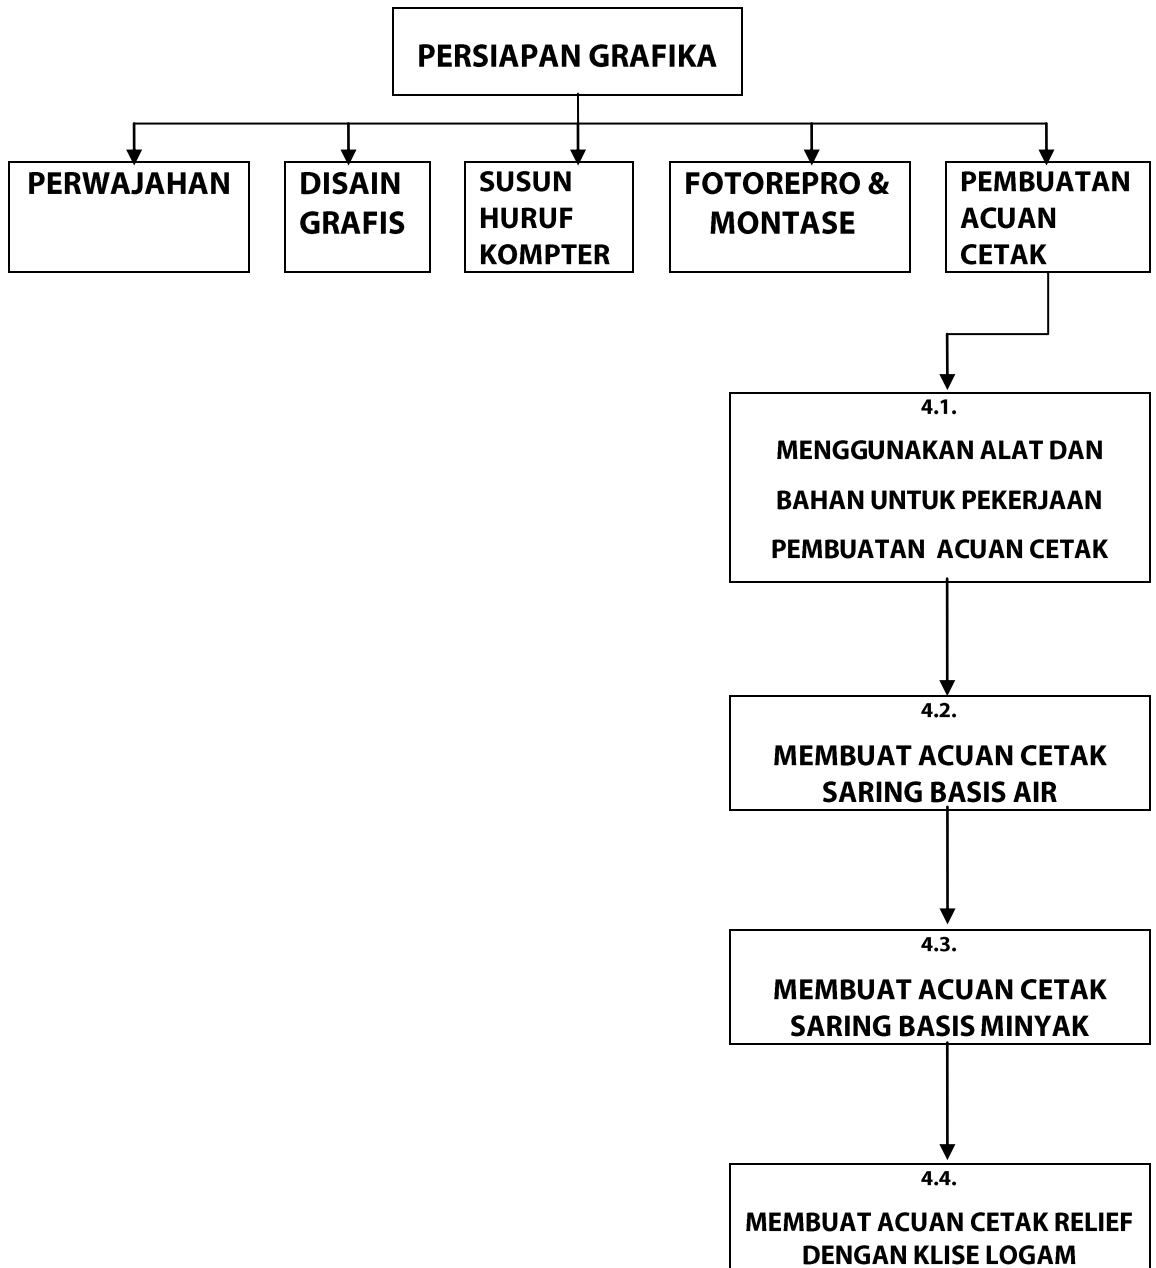 PERSIAPAN GRAFIKA
PERWAJAHAN
DISAIN
GRAFIS
SUSUN
HURUF
KOMPTER
FOTOREPRO &
MONTASE
PEMBUATAN
ACUAN
CETAK
4.1.
MENGGUNAKAN ALAT DAN
BAHAN UNTUK PEKERJAAN
PEMBUATAN ACUAN CETAK
4.2.
MEMBUAT ACUAN CETAK
SARING BASIS AIR
4.3.
MEMBUAT ACUAN CETAK
SARING BASIS MINYAK
4.4.
MEMBUAT ACUAN CETAK RELIEF
DENGAN KLISE LOGAM